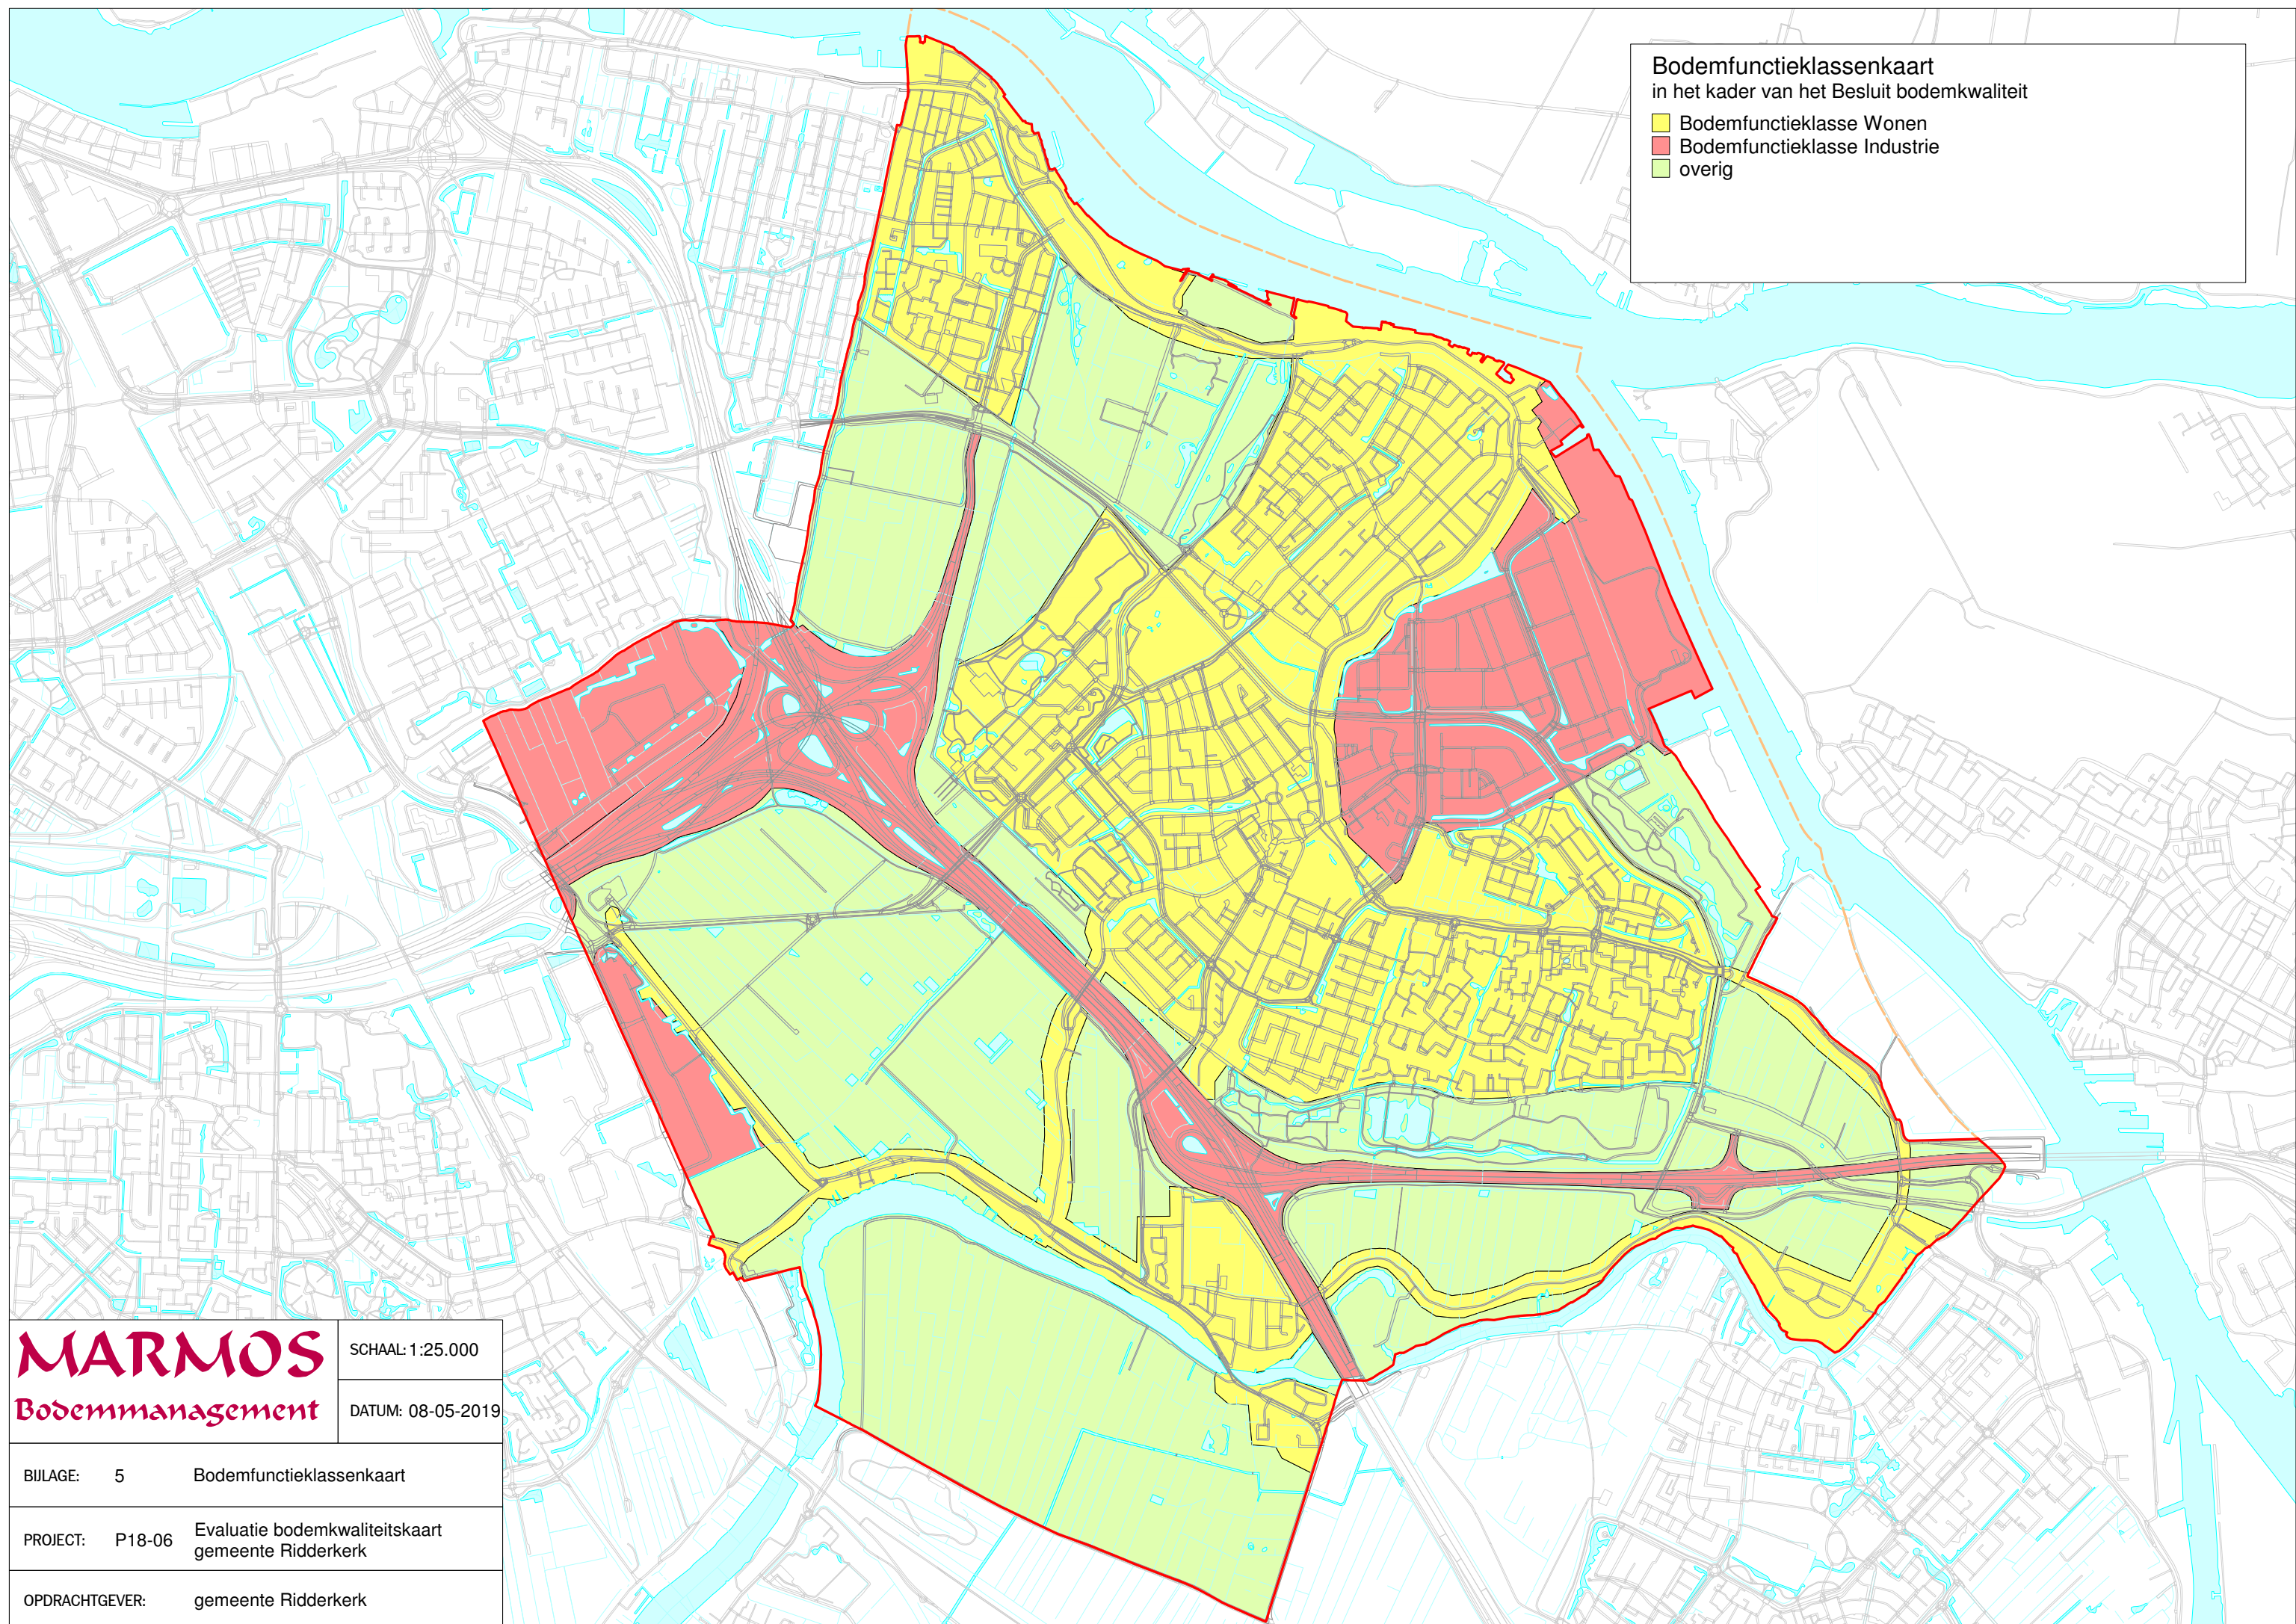 Bodemfunctieklassenkaart
in het kader van het Besluit bodemkwaliteit
Bodemfunctieklasse Wonen
Bodemfunctieklasse Industrie
overig
MARMOS
Bodemmanagement
SCHAAL: 1:25.000
DATUM: 08-05-2019
BIJLAGE: 5 Bodemfunctieklassenkaart
PROJECT: P18-06 Evaluatie bodemkwaliteitskaart
gemeente Ridderkerk
OPDRACHTGEVER: gemeente Ridderkerk